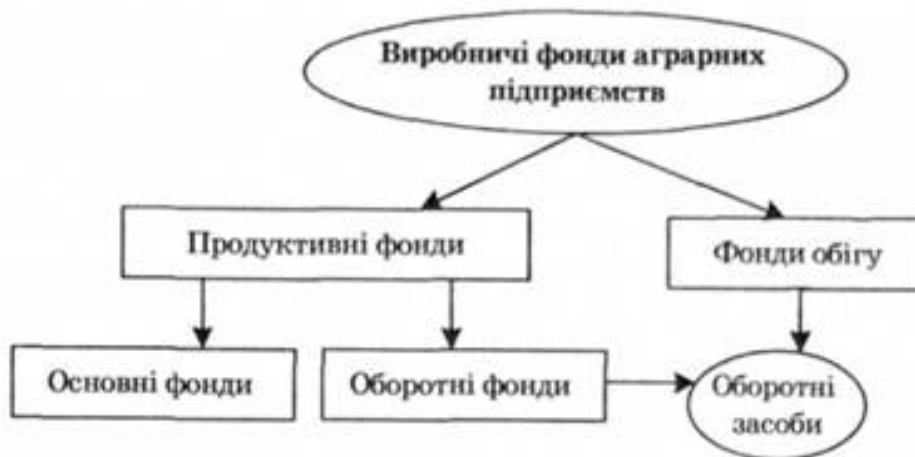 Виробничі фонди аграрних
підприємств
Продуктивні фонди
Фонди обігу
Основні фонди
Оборотні фонди
Оборотні
засоби